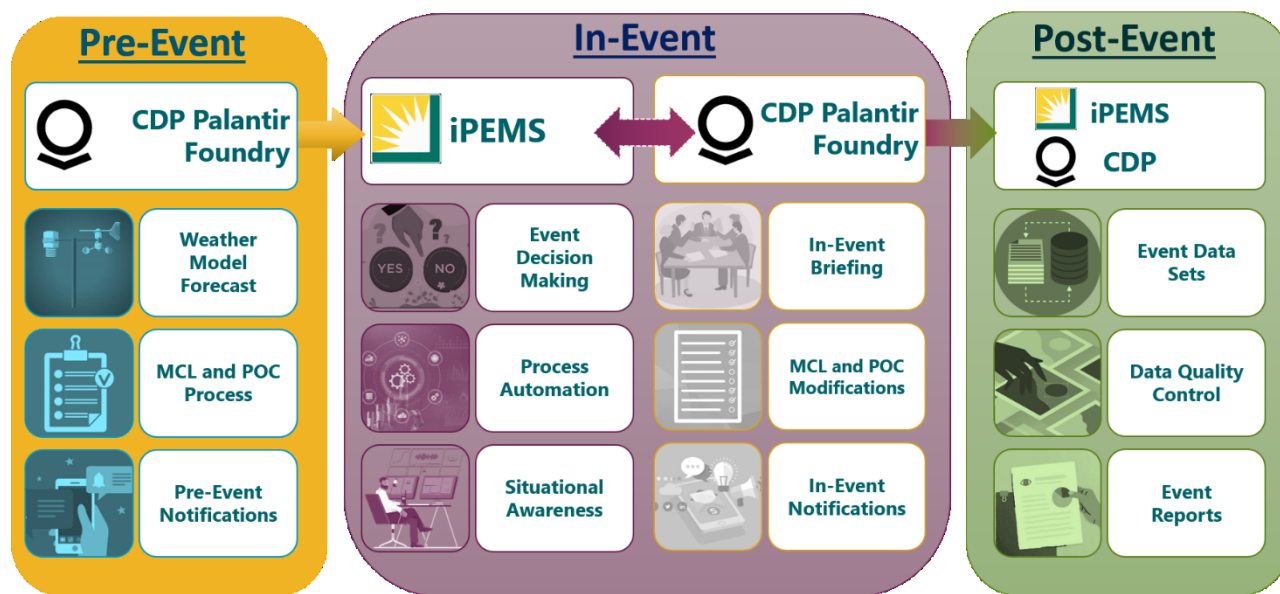 Pre-Event
CDP Palantir
Foundry
Weather
Model
Forecast
MCL and POC
Process
Pre-Event
Notifications
In-Event
iPEMS
Event
Decision
Making
YES
NO
Process
Automation
Situational
Awareness
CDP Palantir
Foundry
In-Event
Briefing
MCL and POC
Modifications
In-Event
Notifications
Post-Event
iPEMS
CDP
Event Data
Sets
Data Quality
Control
Event
Reports